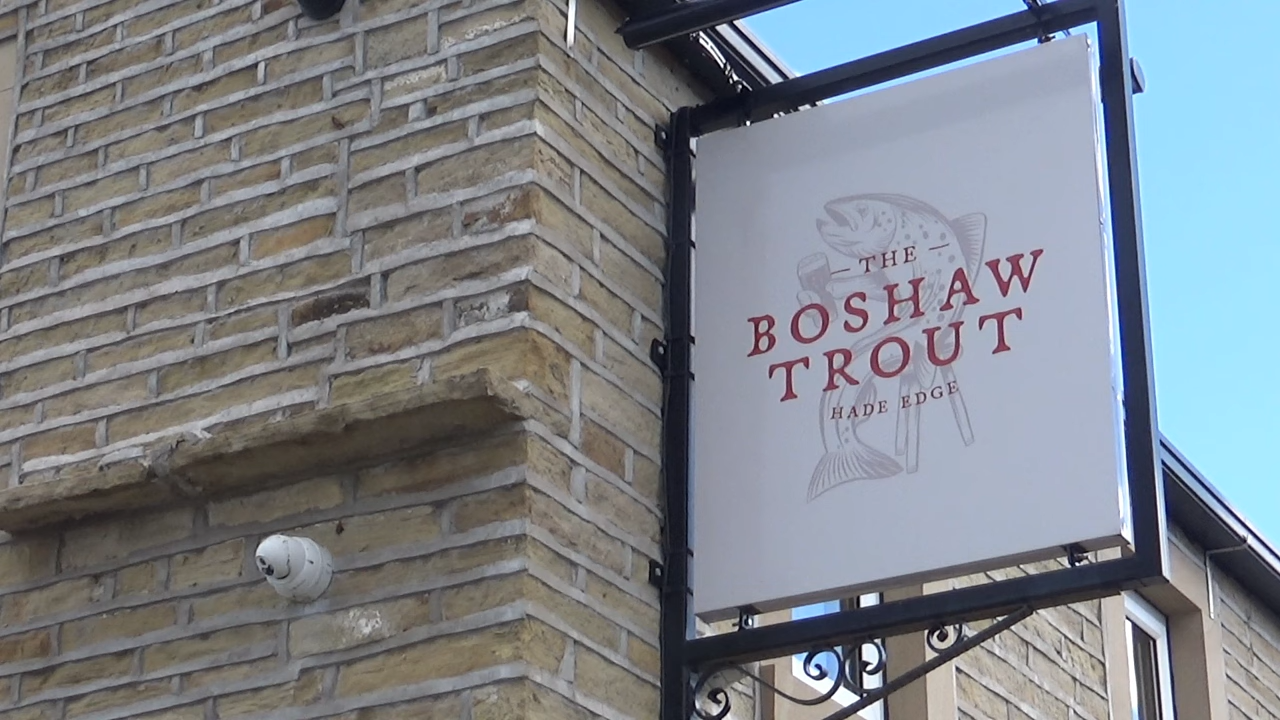 — THE —
BOSHAW
TROUT
HADE EDGE